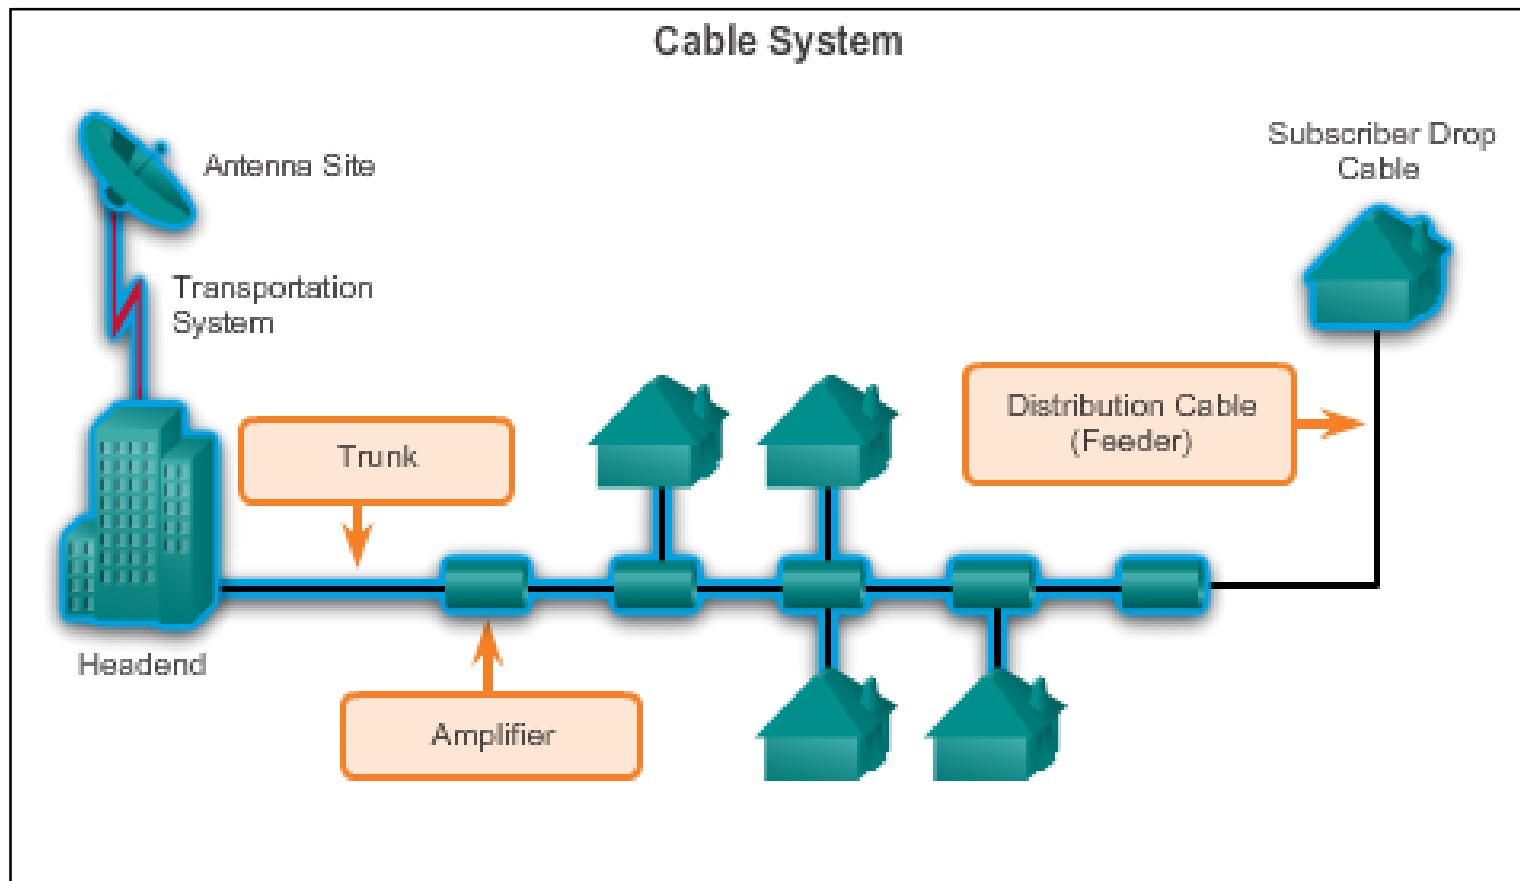 Cable System
Antenna Site
Subscriber Drop
Cable
Transportation
System
Distribution Cable
(Feeder)
Trunk
Headend
Amplifier